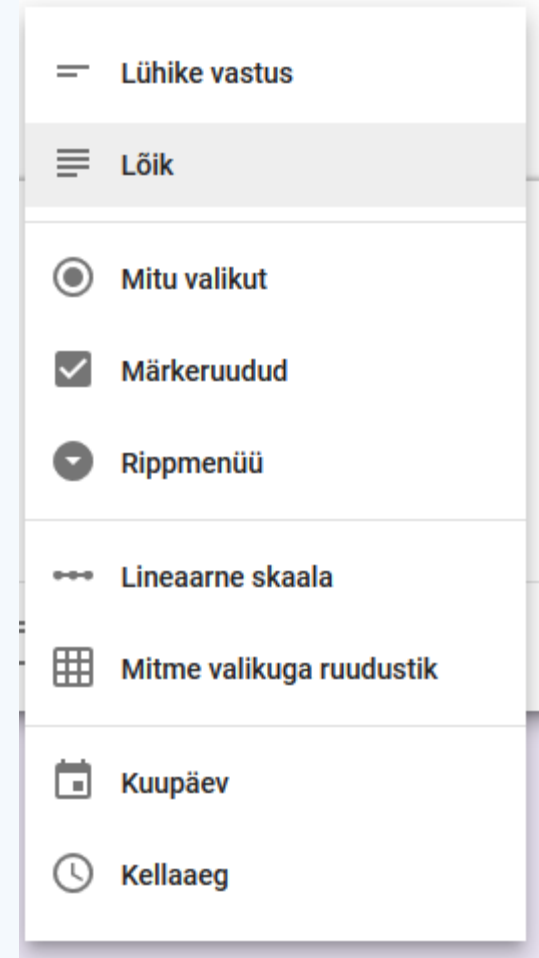 Lühike vastus
Lõik
Mitu valikut
Märkeruudud
Rippmenüü
Lineaarne skaala
Mitme valikuga ruudustik
Kuupäev
Kellaaeg